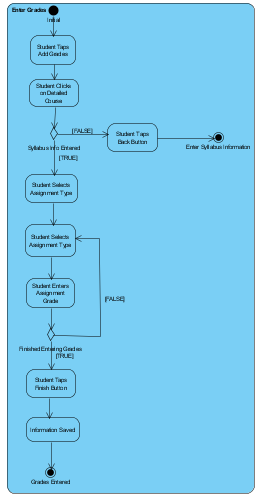 Enter Grades
Initial
Student Taps
Add Grades
Student Clicks
on Detailed
Course
[FALSE]
Student Taps
Back Button
Syllabus Info Entered
Enter Syllabus Information
[TRUE]
Student Selects
Assignment Type
Student Selects
Assignment Type
Student Enters
Assignment
Grade
[FALSE]
Finished Entering Grades
[TRUE]
Student Taps
Finish Button
Information Saved
Grades Entered